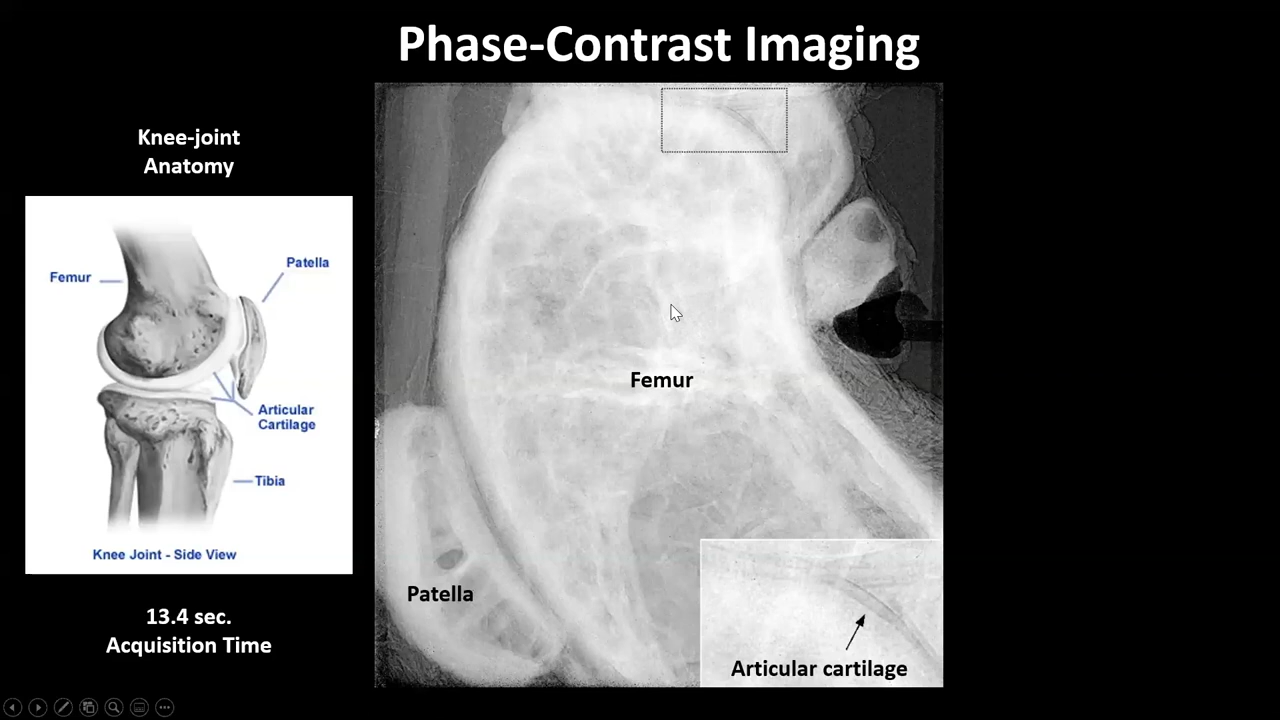 Phase-Contrast Imaging
Knee-joint
Anatomy
Femur
Patella
Articular
Cartilage
Tibia
Knee Joint - Side View
13.4 sec.
Acquisition Time
Femur
Patella
Articular cartilage